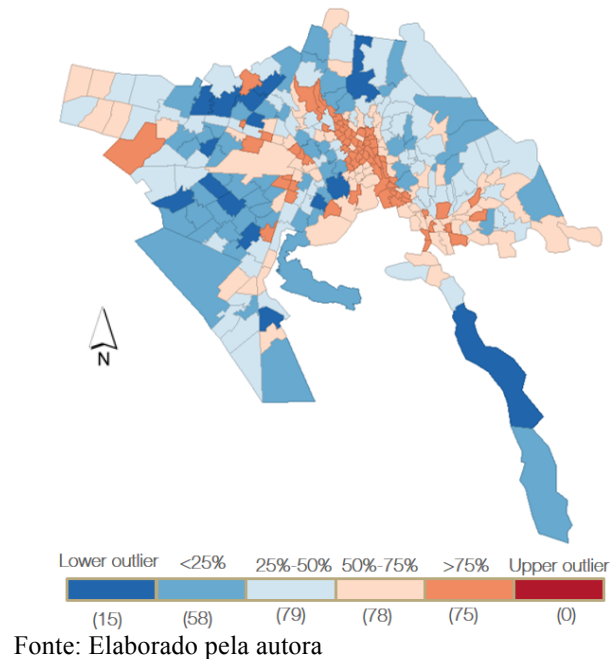 N
Lower outlier <25% 25%-50% 50%-75% >75% Upper outlier
(15) (58) (79) (78) (75) (0)
Fonte: Elaborado pela autora